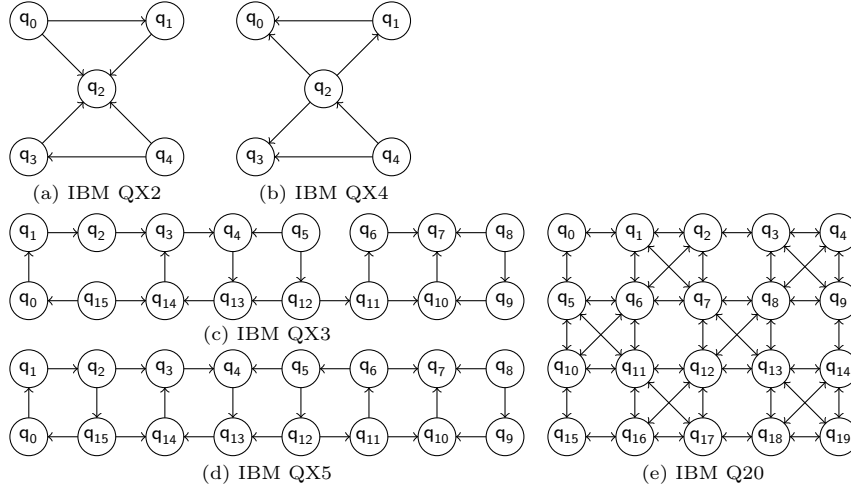 q0 q1 q0 q1
q2 q2
q3 q4 q3 q4
(a) IBM QX2 (b) IBM QX4
q1 q2 q3 q4 q5 q6 q7 q8
q0 q15 q14 q13 q12 q11 q10 q9
(c) IBM QX3
q1 q2 q3 q4 q5 q6 q7 q8
q0 q15 q14 q13 q12 q11 q10 q9
(d) IBM QX5
q0 q1 q2 q3 q4
q5 q6 q7 q8 q9
q10 q11 q12 q13 q14
q15 q16 q17 q18 q19
(e) IBM Q20